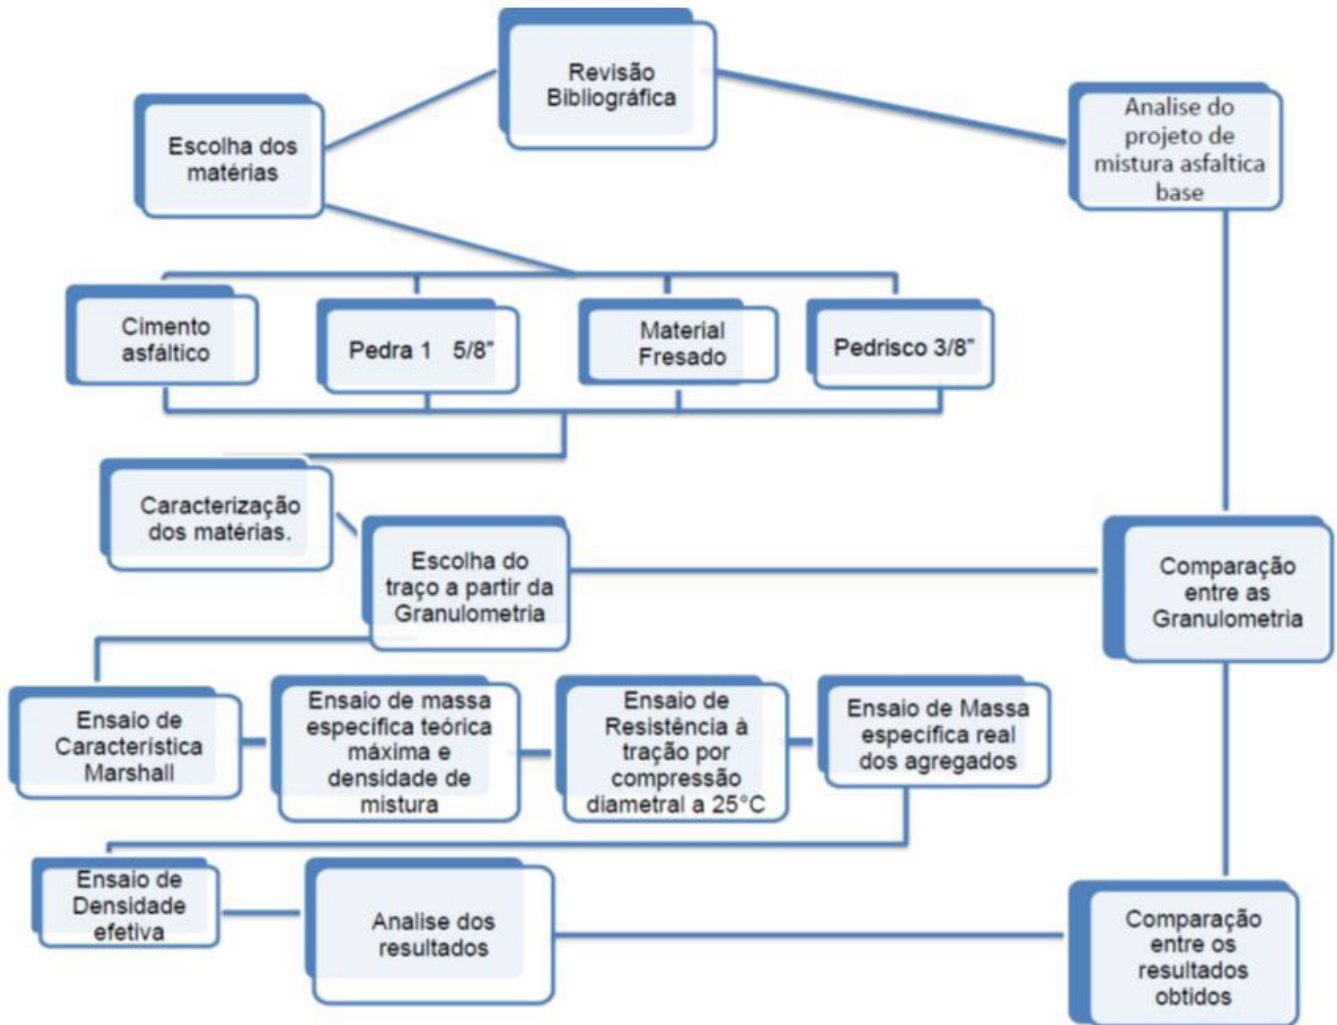 Revisão
Bibliográfica
Escolha dos
matérias
Analise do
projeto de
mistura asfaltica
base
Cimento
asfáltico
Pedra 1 5/8"
Material
Fresado
Pedrisco 3/8"
Caracterização
dos matérias.
Escolha do
traço a partir da
Granulometria
Comparação
entre as
Granulometria
Ensaio de
Característica
Marshall
Ensaio de massa
específica teórica
máxima e
densidade de
mistura
Ensaio de
Resistência à
tração por
compressão
diametral a 25°C
Ensaio de Massa
específica real
dos agregados
Ensaio de
Densidade
efetiva
Analise dos
resultados
Comparação
entre os
resultados
obtidos